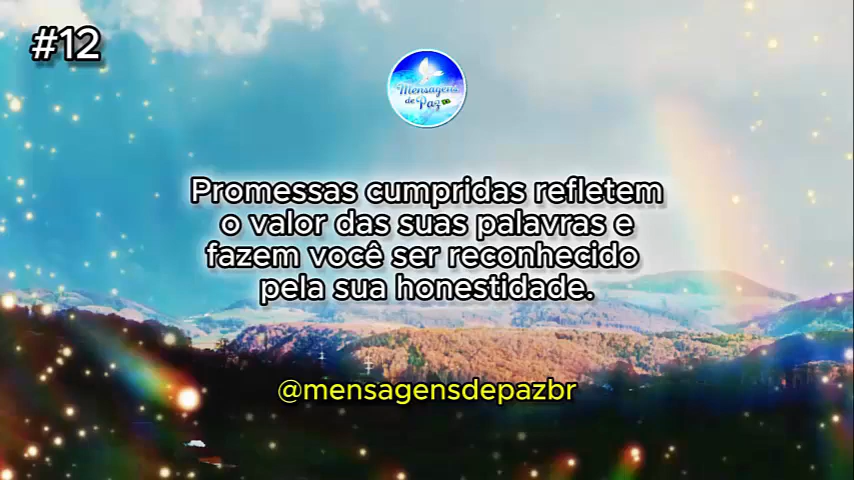 #12
Mensagens
de Paz
Promessas cumpridas refletem
o valor das suas palavras e
fazem você ser reconhecido
pela sua honestidade.
@mensagensdepazbr